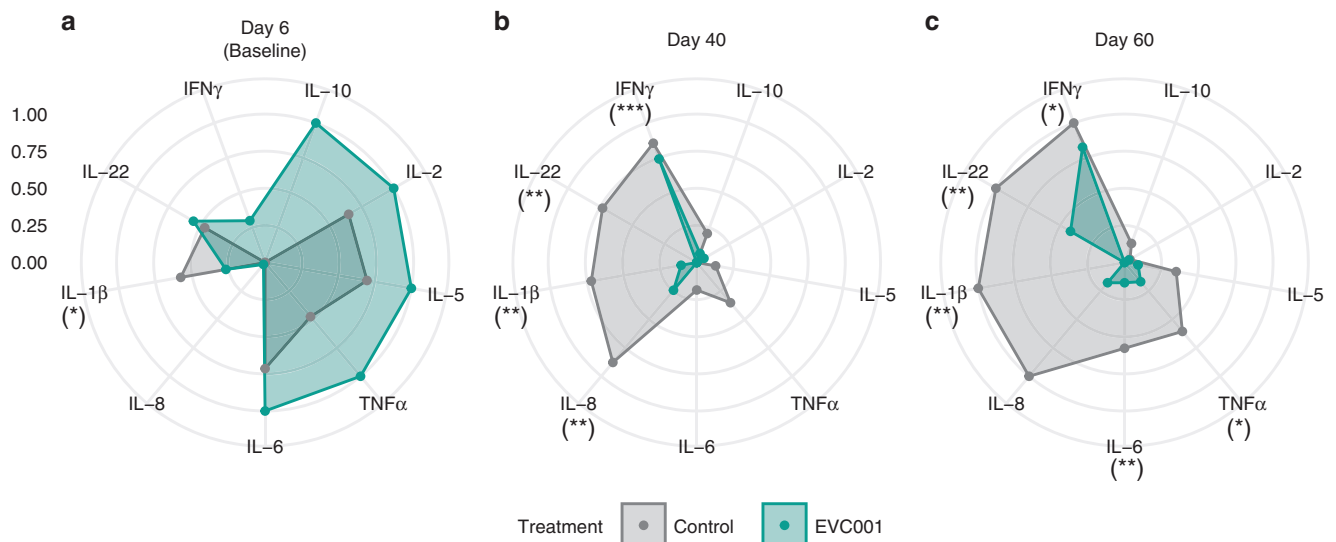 a
Day 6
(Baseline)
IFNγ
IL−10
1.00
0.75
0.50
0.25
0.00
IL−22
IL−2
IL−1β
(*)
IL−5
IL−8
TNFα
IL−6
b
Day 40
IFNγ
(***)
IL−10
IL−22
(**)
IL−2
IL−1β
(**)
IL−5
IL−8
(**)
TNFα
IL−6
c
Day 60
IFNγ
(*)
IL−10
IL−22
(**)
IL−2
IL−1β
(**)
IL−5
IL−8
TNFα
(*)
IL−6
(**)
Treatment Control EVC001